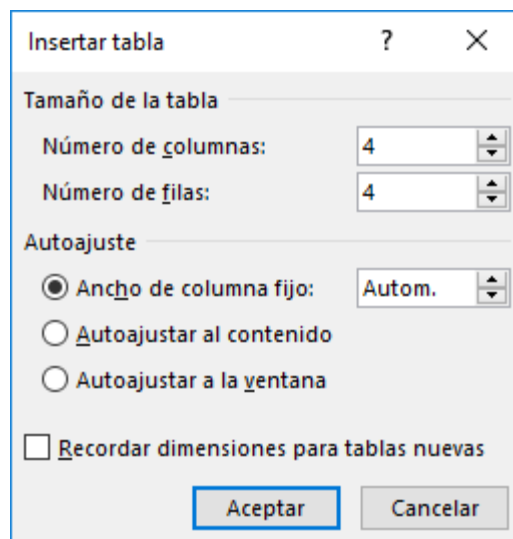 Insertar tabla ?
Tamaño de la tabla
Número de columnas: 4
Número de filas: 4
Autoajuste
Ancho de columna fijo: Autom.
Autoajustar al contenido
Autoajustar a la ventana
Recordar dimensiones para tablas nuevas
Aceptar Cancelar